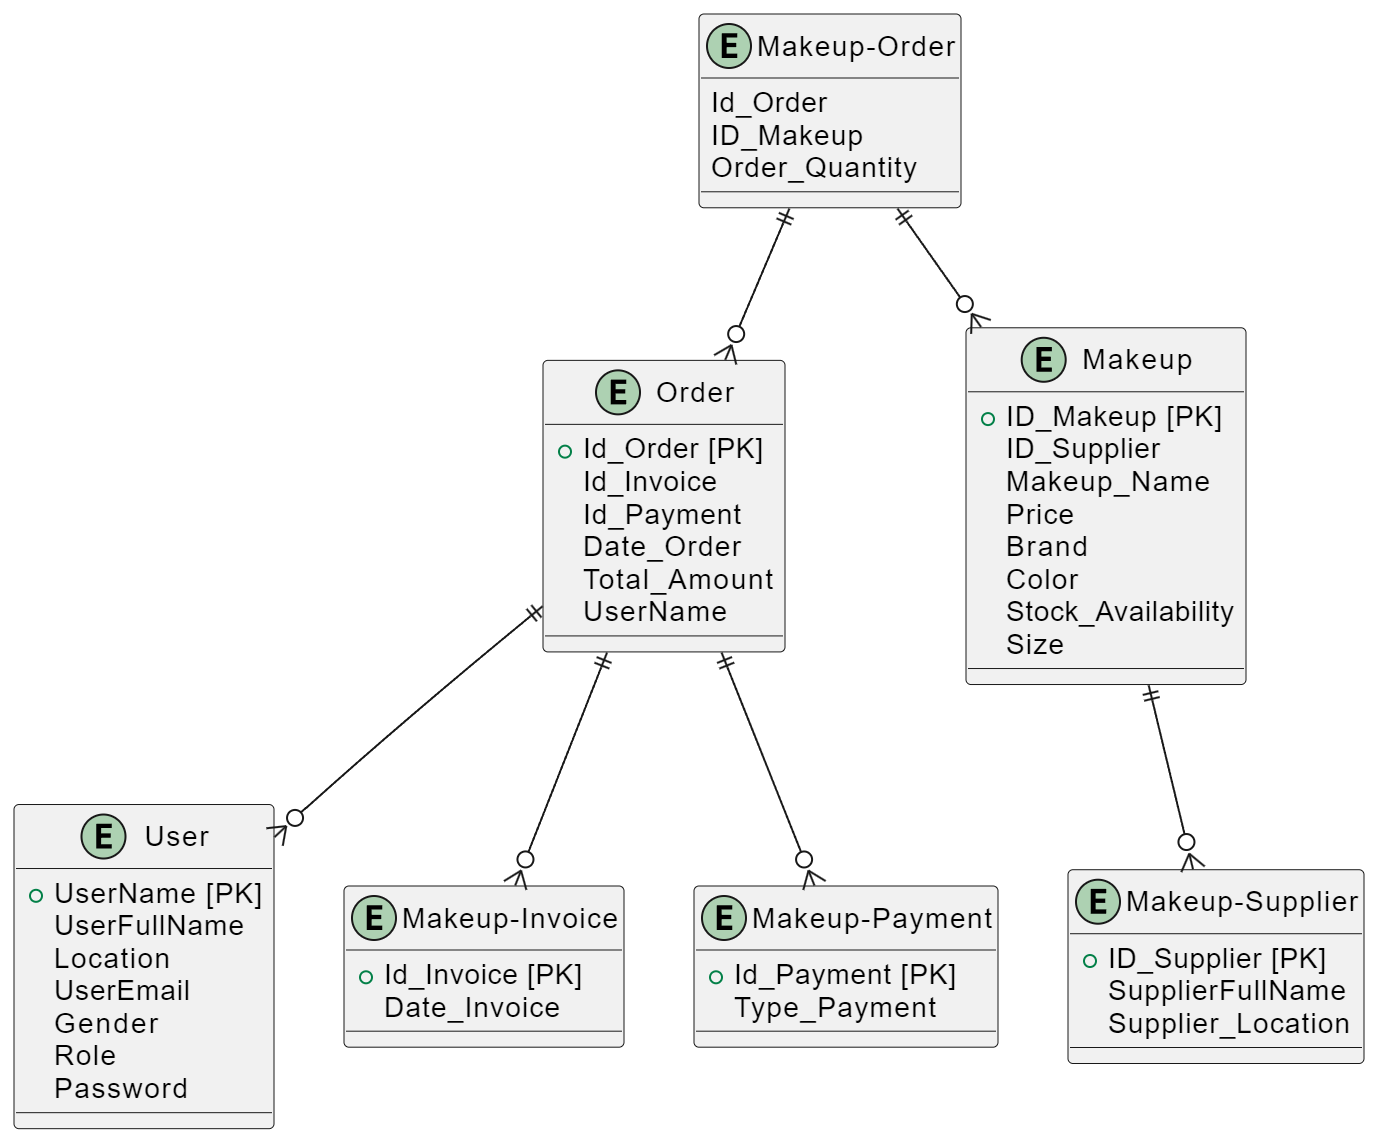 E Makeup-Order
Id_Order
ID_Makeup
Order_Quantity
E Order
Id_Order [PK]
Id_Invoice
Id_Payment
Date_Order
Total_Amount
UserName
E Makeup
ID_Makeup [PK]
ID_Supplier
Makeup_Name
Price
Brand
Color
Stock_Availability
Size
E User
UserName [PK]
UserFullName
Location
UserEmail
Gender
Role
Password
E Makeup-Invoice
Id_Invoice [PK]
Date_Invoice
E Makeup-Payment
Id_Payment [PK]
Type_Payment
E Makeup-Supplier
ID_Supplier [PK]
SupplierFullName
Supplier_Location